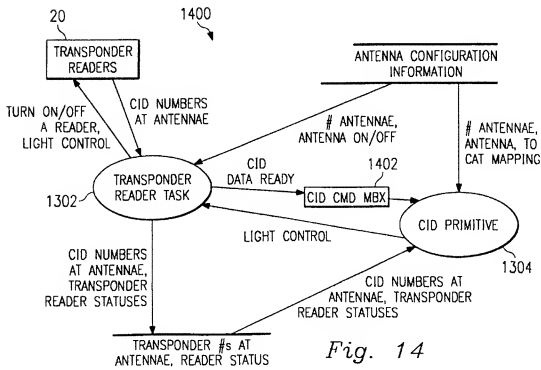 20
1400
TRANSPONDER
READERS
ANTENNA CONFIGURATION
INFORMATION
TURN ON/OFF
A READER,
LIGHT CONTROL
CID NUMBERS
AT ANTENNAE
# ANTENNAE,
ANTENNA ON/OFF
# ANTENNAE,
ANTENNA, TO
CAT MAPPING
CID
DATA READY
1402
TRANSPONDER
READER TASK
1302
CID CMD MBX
CID PRIMITIVE
1304
LIGHT CONTROL
CID NUMBERS
AT ANTENNAE,
TRANSPONDER
READER STATUSES
CID NUMBERS AT
ANTENNAE, TRANSPONDER
READER STATUSES
TRANSPONDER #s AT
ANTENNAE, READER STATUS
Fig. 14